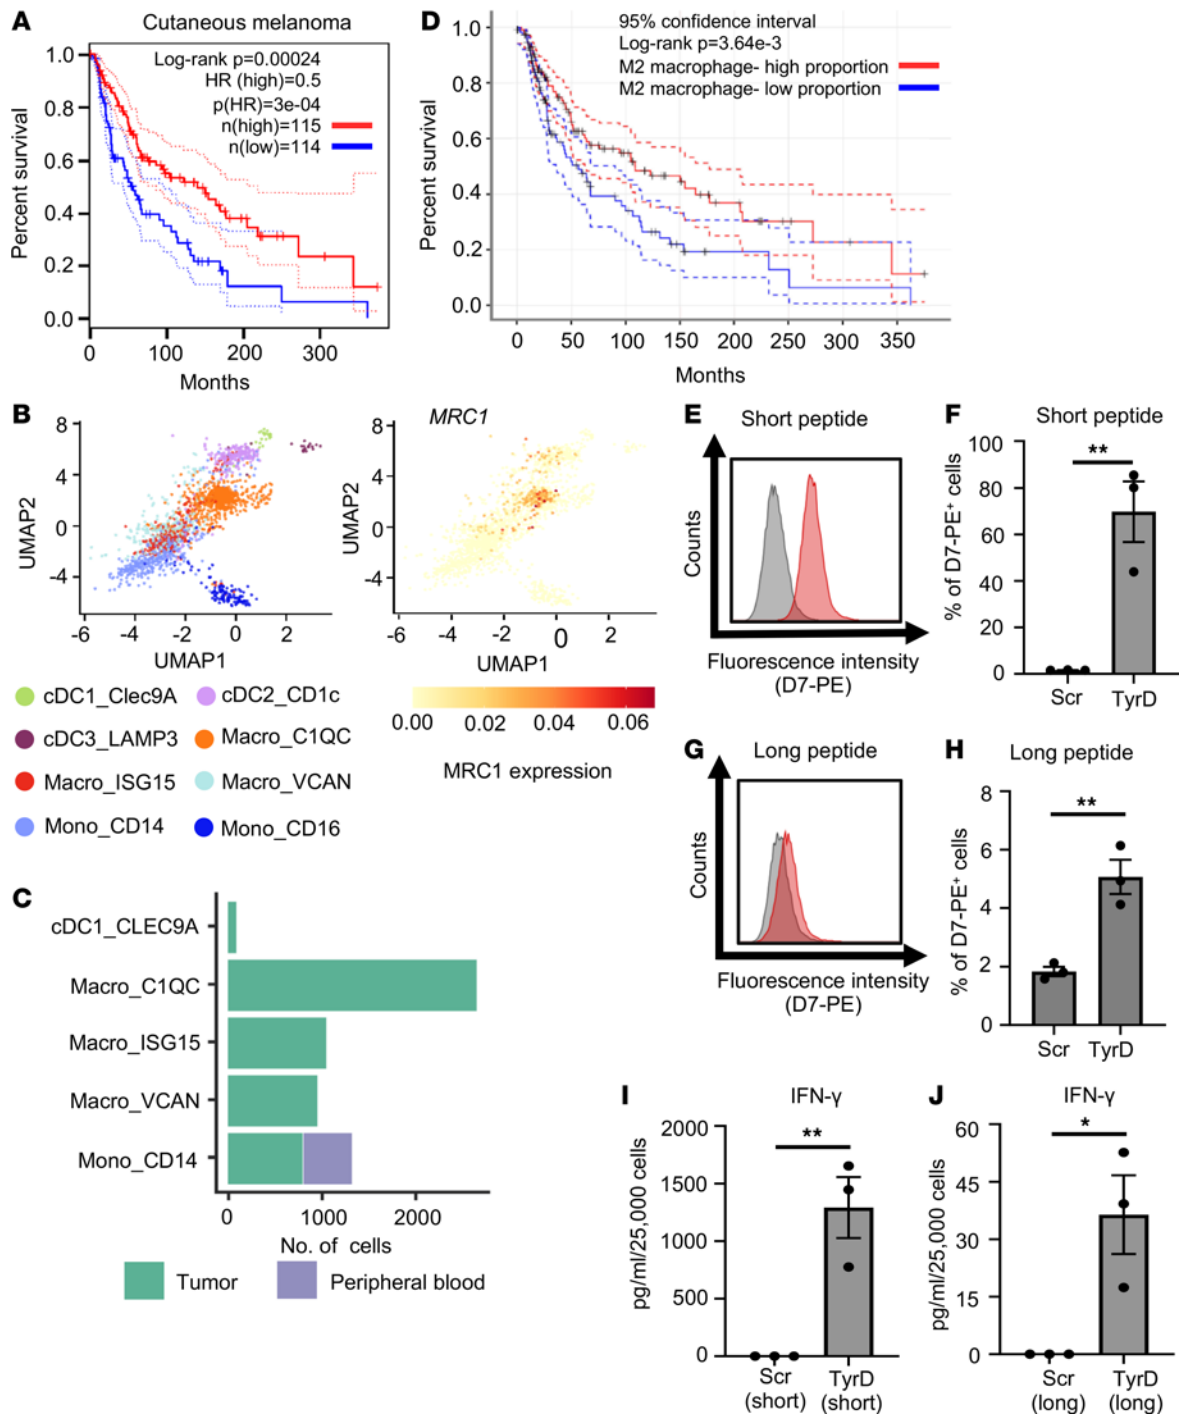 A
Cutaneous melanoma
Percent survival
1.0
0.8
0.6
0.4
0.2
0.0
Log-rank p=0.00024
HR (high)=0.5
p(HR)=3e-04
n(high)=115
n(low)=114
0 100 200 300
Months
D
Percent survival
1.0
0.8
0.6
0.4
0.2
0.0
95% confidence interval
Log-rank p=3.64e-3
M2 macrophage- high proportion
M2 macrophage- low proportion
0 50 100 150 200 250 300 350
Months
B
UMAP2
8
4
0
-4
-6 -4 -2 0 2
UMAP1
MRC1
UMAP2
8
4
0
-4
-6 -4 -2 0 2
UMAP1
cDC1_Clec9A
cDC2_CD1c
cDC3_LAMP3
Macro_C1QC
Macro_ISG15
Macro_VCAN
Mono_CD14
Mono_CD16
0.00 0.02 0.04 0.06
MRC1 expression
E
Short peptide
Counts
Fluorescence intensity
(D7-PE)
F
Short peptide
% of D7-PE⁺ cells
100
80
60
40
20
0
**
Scr TyrD
G
Long peptide
Counts
Fluorescence intensity
(D7-PE)
H
Long peptide
% of D7-PE⁺ cells
8
6
4
2
0
**
Scr TyrD
C
cDC1_CLEC9A
Macro_C1QC
Macro_ISG15
Macro_VCAN
Mono_CD14
0 1000 2000
No. of cells
Tumor
Peripheral blood
I
IFN-γ
pg/ml/25,000 cells
2000
1500
1000
500
0
**
Scr TyrD
(short) (short)
J
IFN-γ
pg/ml/25,000 cells
60
45
30
15
0
*
Scr TyrD
(long) (long)